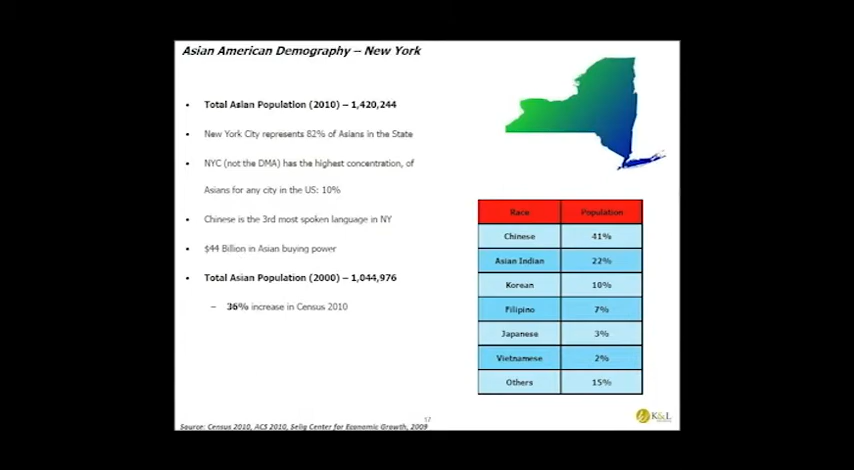 Asian American Demography – New York
• Total Asian Population (2010) – 1,420,244
• New York City represents 82% of Asians in the State
• NYC (not the DMA) has the highest concentration, of
Asians for any city in the US: 10%
• Chinese is the 3rd most spoken language in NY
• $44 Billion in Asian buying power
• Total Asian Population (2000) – 1,044,976
– 36% increase in Census 2010
Race Population
Chinese 41%
Asian Indian 22%
Korean 10%
Filipino 7%
Japanese 3%
Vietnamese 2%
Others 15%
17
K&L
Source: Census 2010, ACS 2010, Selig Center for Economic Growth, 2009